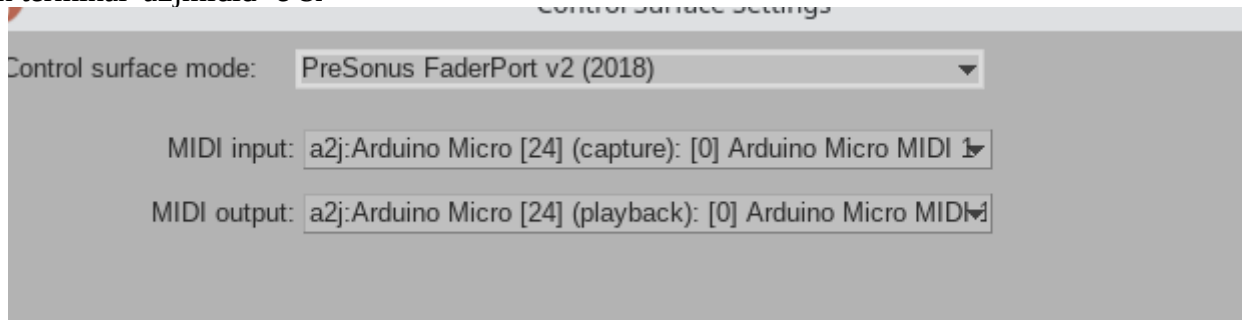 Control Surface Settings
Control surface mode: PreSonus FaderPort v2 (2018)
MIDI input: a2j:Arduino Micro [24] (capture): [0] Arduino Micro MIDI 1
MIDI output: a2j:Arduino Micro [24] (playback): [0] Arduino Micro MIDI 1